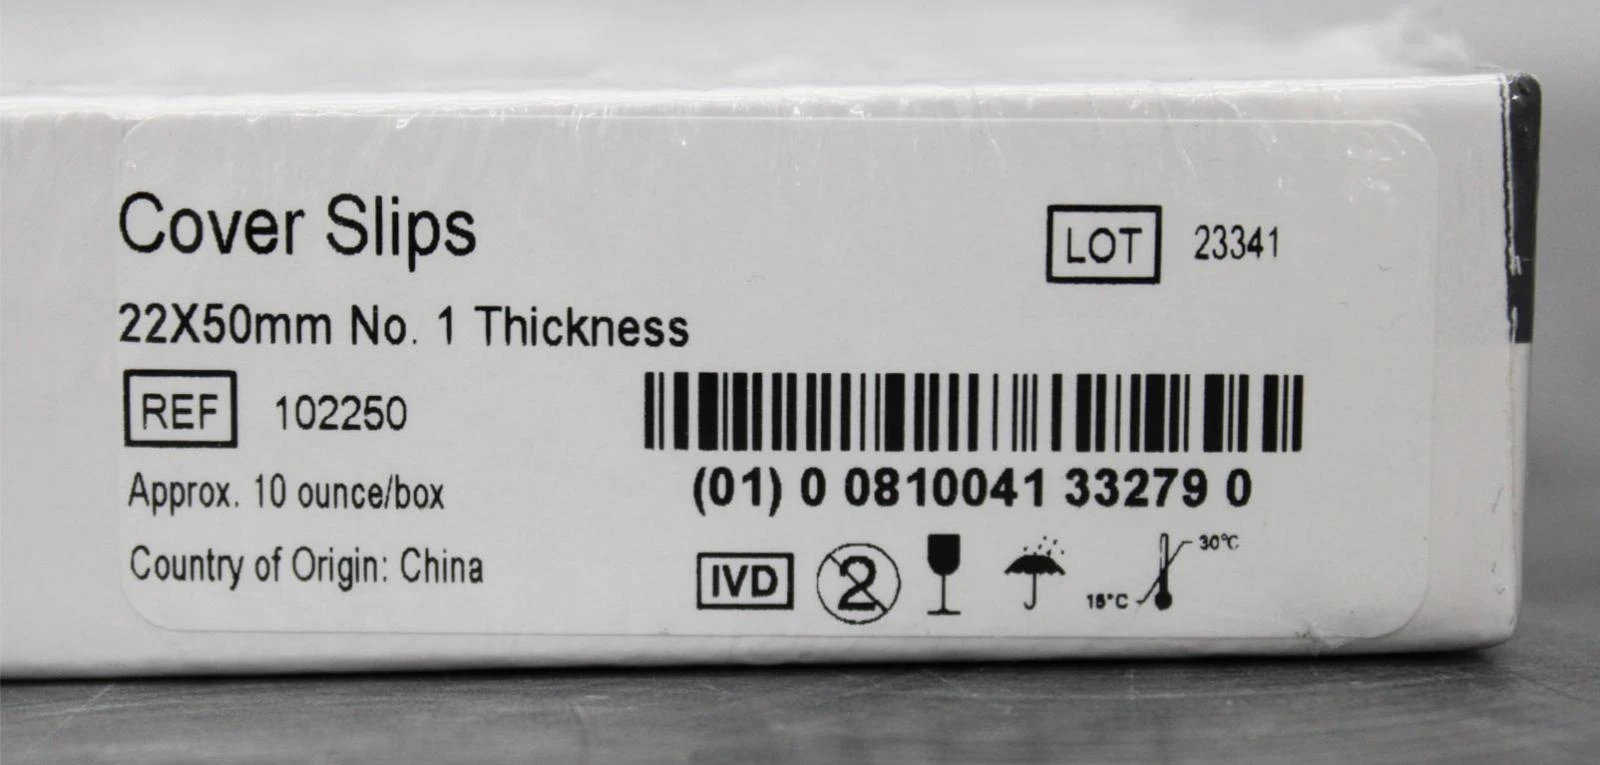 Cover Slips
LOT 23341
22X50mm No. 1 Thickness
REF 102250
(01) 0 0810041 33279 0
Approx. 10 ounce/box
Country of Origin: China
IVD 2
30°C
15°C